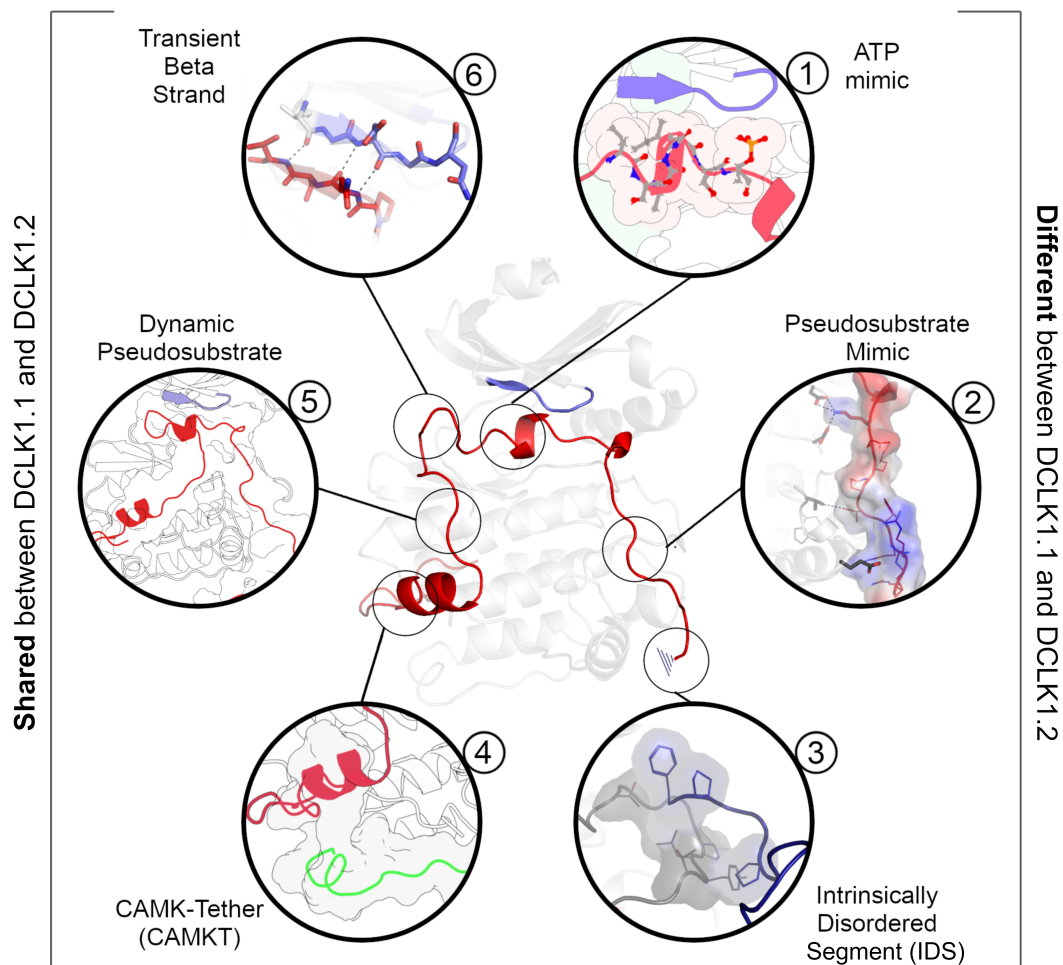 Shared between DCLK1.1 and DCLK1.2
Transient
Beta
Strand
6
1
ATP
mimic
Dynamic
Pseudosubstrate
5
Pseudosubstrate
Mimic
2
4
CAMK-Tether
(CAMKT)
3
Intrinsically
Disordered
Segment (IDS)
Different between DCLK1.1 and DCLK1.2